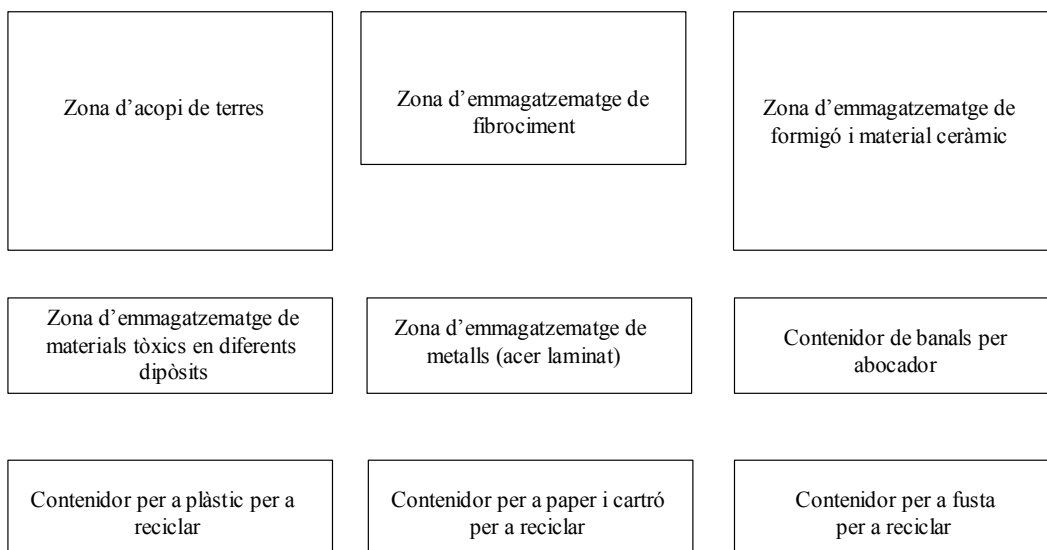 Zona d’acopi de terres
Zona d’emmagatzematge de
fibrociment
Zona d’emmagatzematge de
formigó i material ceràmic
Zona d’emmagatzematge de
materials tòxics en diferents
dipòsits
Zona d’emmagatzematge de
metalls (acer laminat)
Contenidor de banals per
abocador
Contenidor per a plàstic per a
reciclar
Contenidor per a paper i cartró
per a reciclar
Contenidor per a fusta
per a reciclar